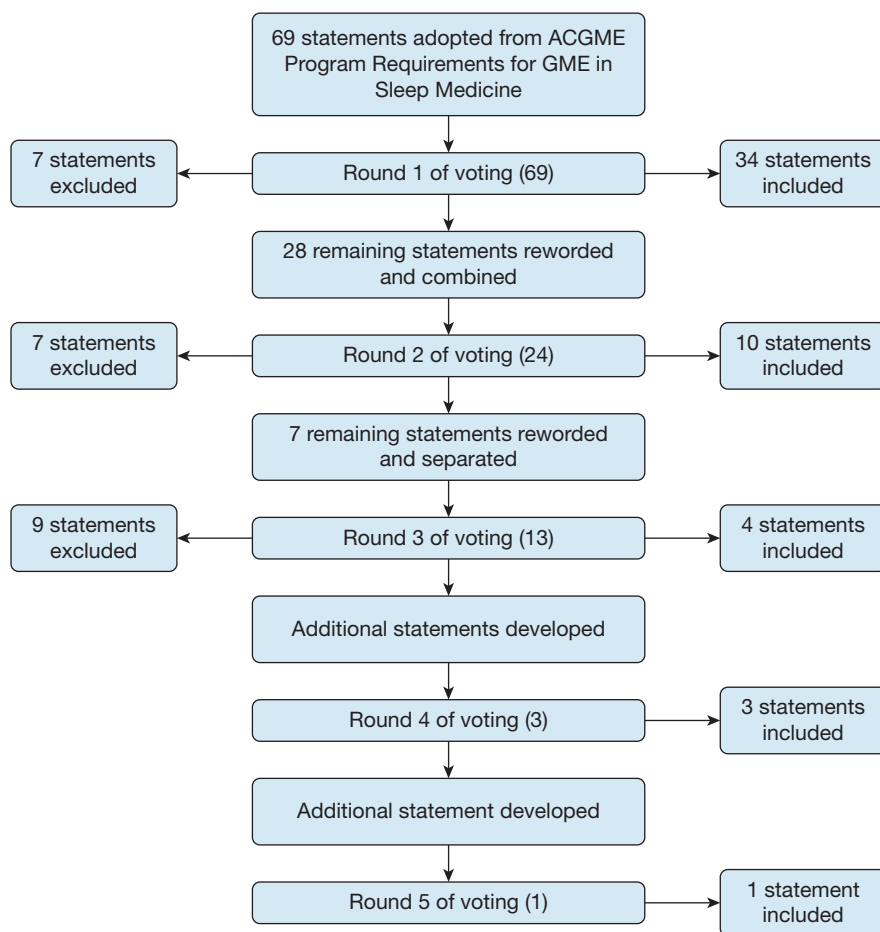 69 statements adopted from ACGME
Program Requirements for GME in
Sleep Medicine
7 statements
excluded
Round 1 of voting (69)
34 statements
included
28 remaining statements reworded
and combined
7 statements
excluded
Round 2 of voting (24)
10 statements
included
7 remaining statements reworded
and separated
9 statements
excluded
Round 3 of voting (13)
4 statements
included
Additional statements developed
Round 4 of voting (3)
3 statements
included
Additional statement developed
Round 5 of voting (1)
1 statement
included